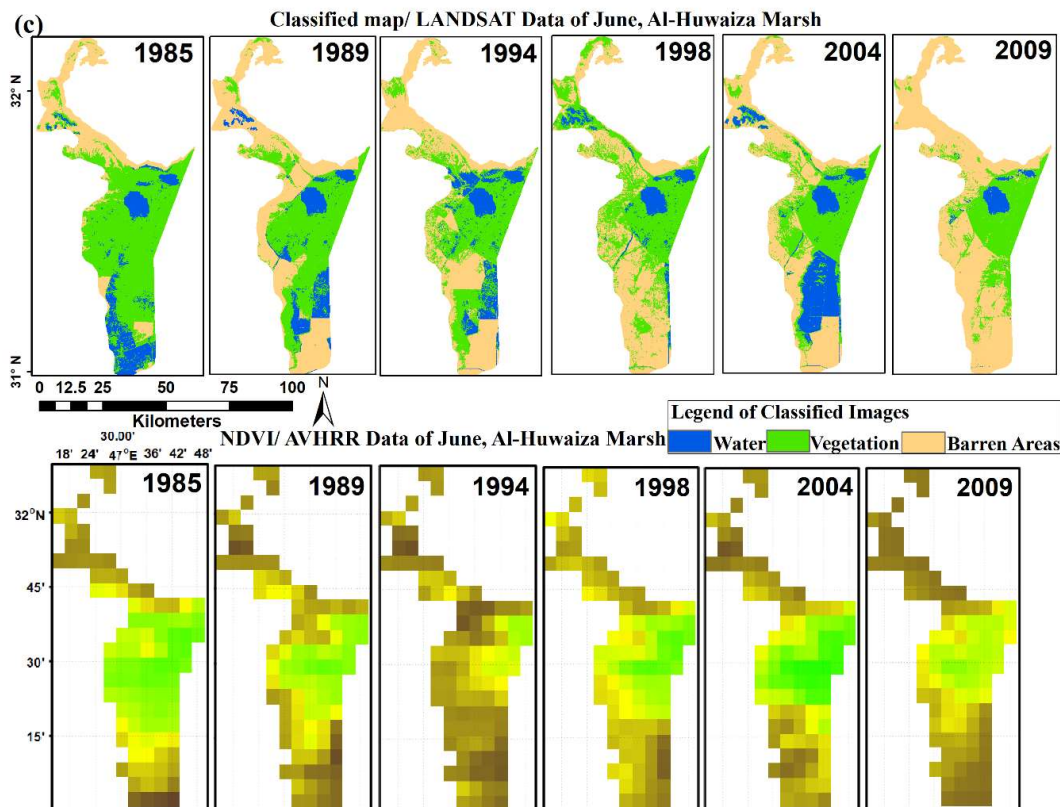 (c)
Classified map/ LANDSAT Data of June, Al-Huwaiza Marsh
1985
1989
1994
1998
2004
2009
32° N
31° N
0 12.5 25 50 75 100
Kilometers
N
Legend of Classified Images
Water
Vegetation
Barren Areas
NDVI/ AVHRR Data of June, Al-Huwaiza Marsh
30.00'
18' 24' 47°E 36' 42' 48'
1985
1989
1994
1998
2004
2009
32°N
45'
30'
15'